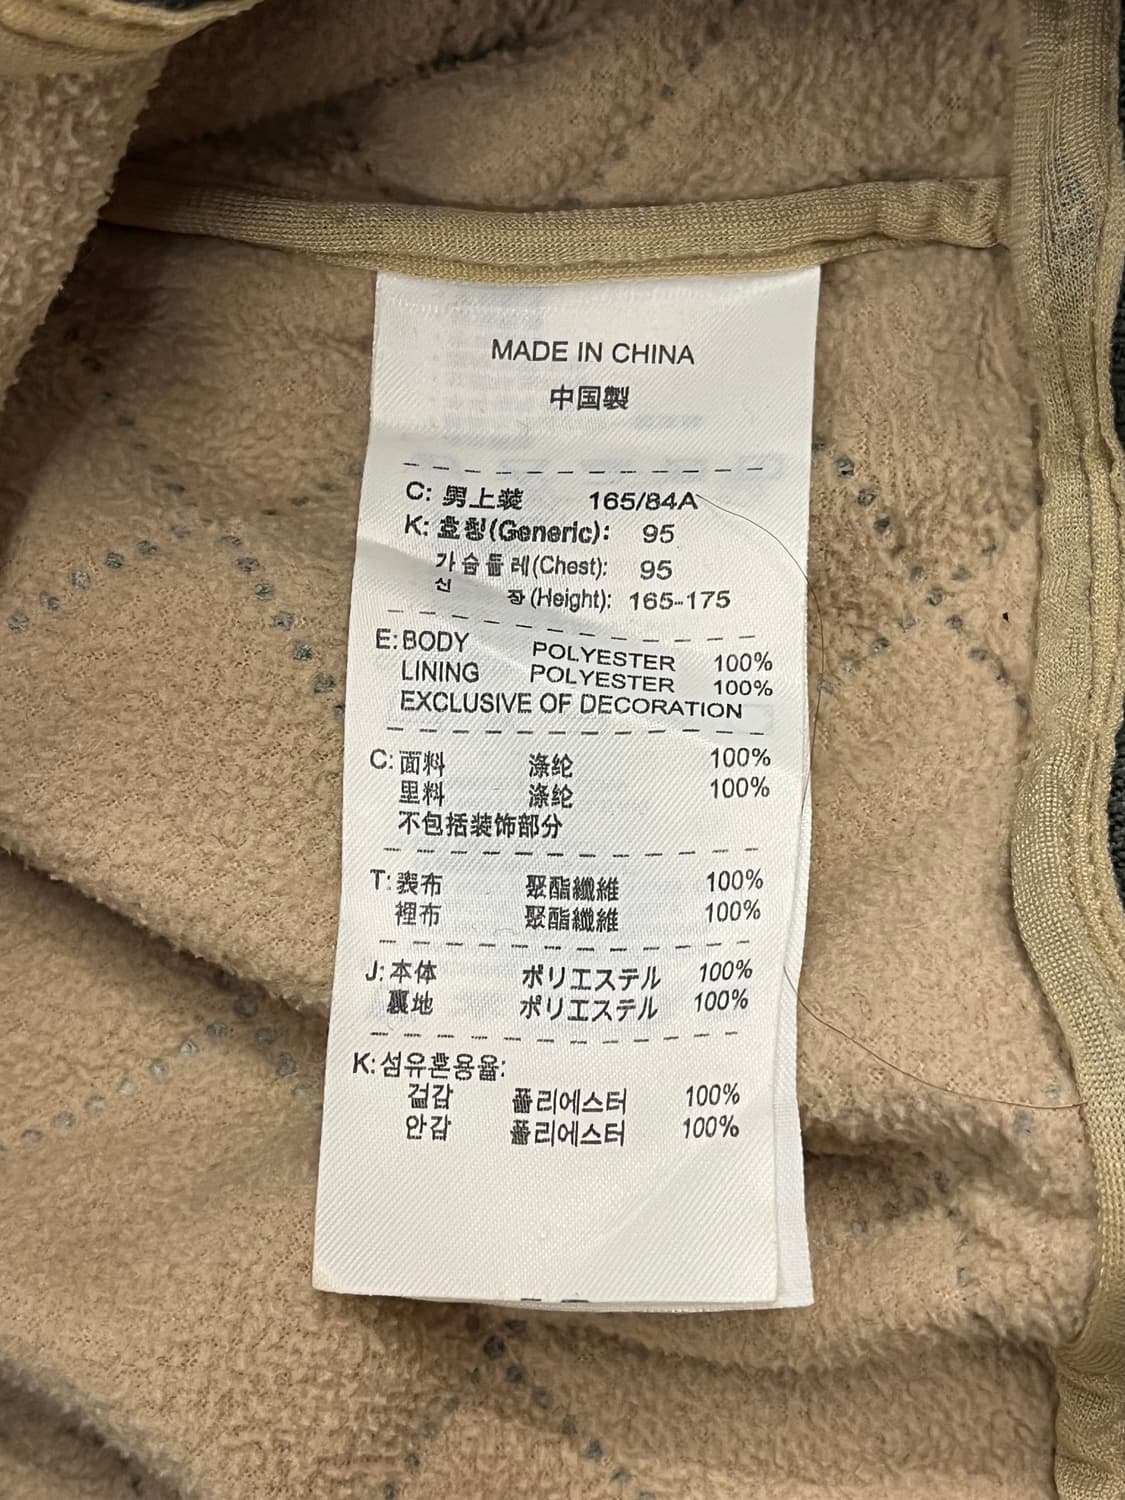 MADE IN CHINA
中国製
C: 男上装 165/84A
K: 호칭(Generic): 95
가슴둘레(Chest): 95
신 장(Height): 165-175
E: BODY POLYESTER 100%
LINING POLYESTER 100%
EXCLUSIVE OF DECORATION
C: 面料 涤纶 100%
里料 涤纶 100%
不包括装饰部分
T: 表布 聚酯纖維 100%
裡布 聚酯纖維 100%
J: 本体 ポリエステル 100%
裏地 ポリエステル 100%
K: 섬유혼용율:
겉감 폴리에스터 100%
안감 폴리에스터 100%